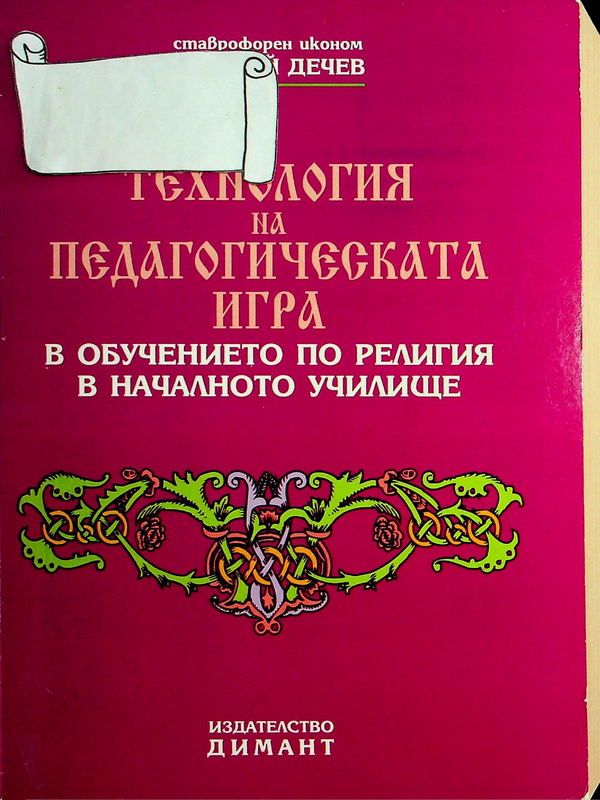 ставрофорен иконом
ДЕЧЕВ
ТЕХНОЛОГИЯ
НА
ПЕДАГОГИЧЕСКАТА
ИГРА
В ОБУЧЕНИЕТО ПО РЕЛИГИЯ
В НАЧАЛНОТО УЧИЛИЩЕ
ИЗДАТЕЛСТВО
ДИМАНТ